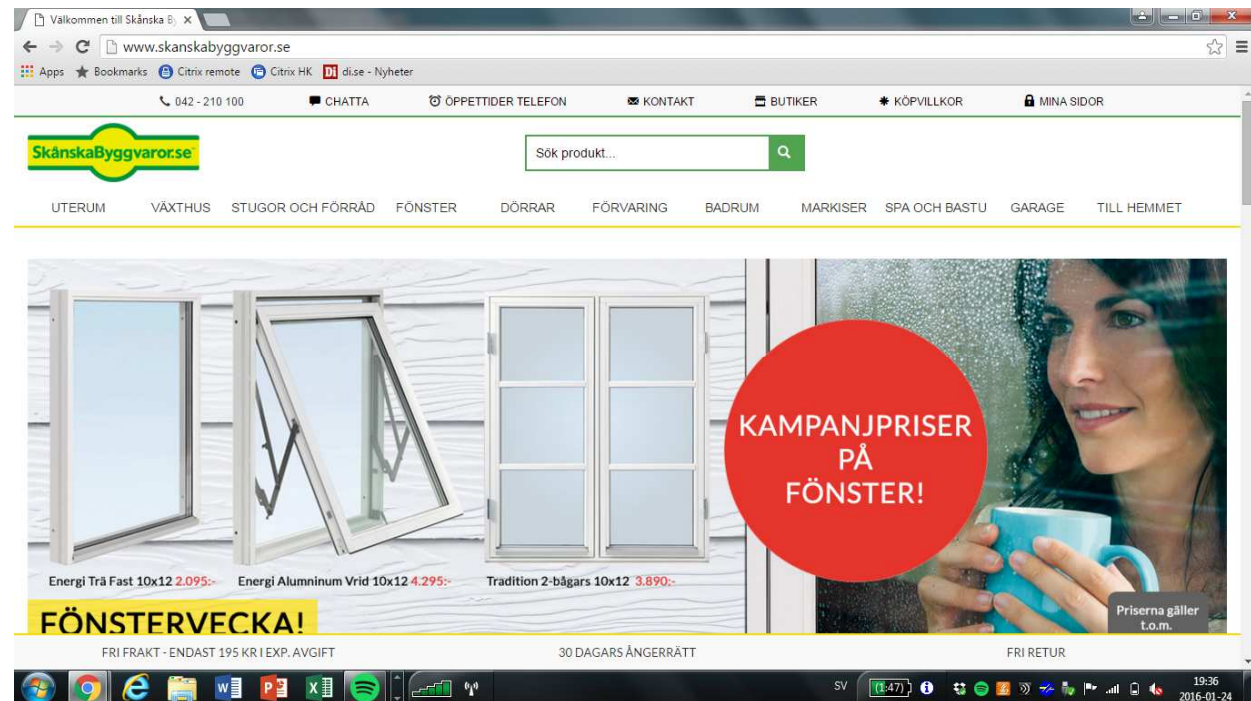 Välkommen till Skånska B
www.skanskabyggvaror.se
Apps Bookmarks Citrix remote Citrix HK Di di.se - Nyheter
042 - 210 100 CHATTA ÖPPETTIDER TELEFON KONTAKT BUTIKER KÖPVILLKOR MINA SIDOR
SkånskaByggvaror.se
Sök produkt...
UTERUM VÄXTHUS STUGOR OCH FÖRRÅD FÖNSTER DÖRRAR FÖRVARING BADRUM MARKISER SPA OCH BASTU GARAGE TILL HEMMET
KAMPANJPRISER
PÅ
FÖNSTER!
Energi Trä Fast 10x12 2.095:- Energi Alumninum Vrid 10x12 4.295:- Tradition 2-bågars 10x12 3.890:-
FÖNSTERVECKA!
Priserna gäller
t.o.m.
FRI FRAKT - ENDAST 195 KR I EXP. AVGIFT 30 DAGARS ÅNGERRÄTT FRI RETUR
SV (1:47) 19:36
2016-01-24